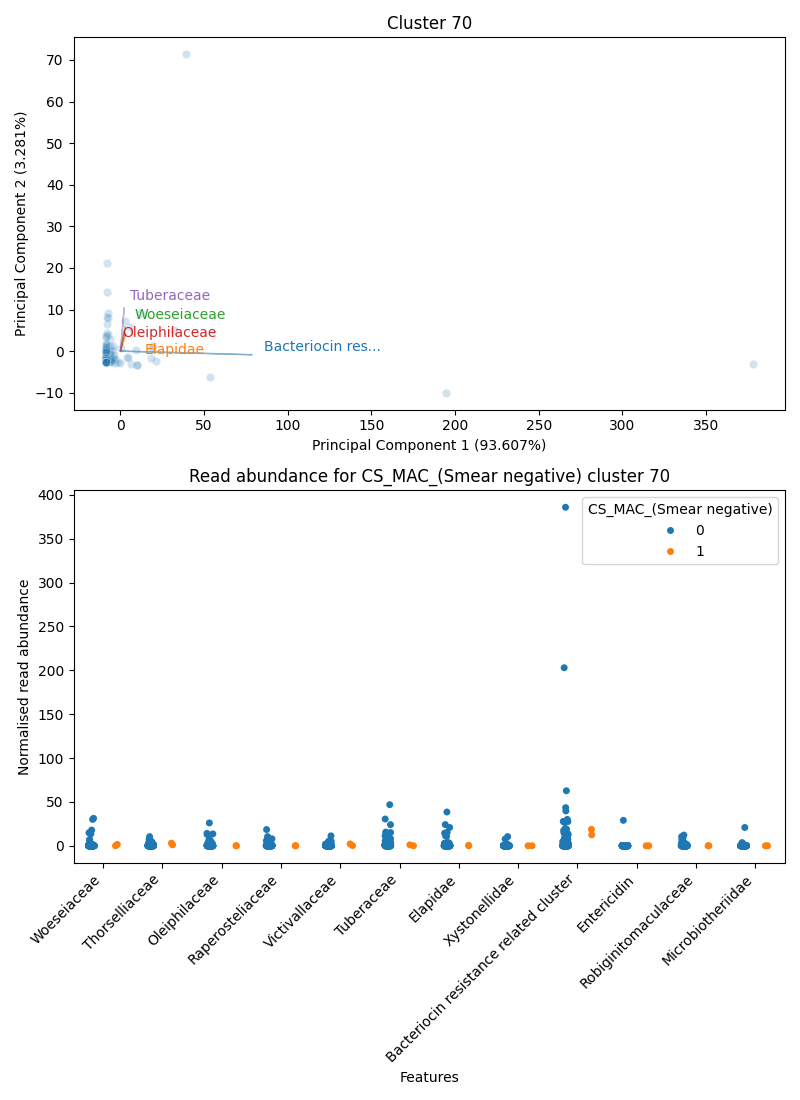 Cluster 70
70
60
50
40
30
20
10
0
−10
Principal Component 2 (3.281%)
Tuberaceae
Woeseiaceae
Oleiphilaceae
Elapidae
Bacteriocin res...
0
50
100
150
200
250
300
350
Principal Component 1 (93.607%)
Read abundance for CS_MAC_(Smear negative) cluster 70
400
350
300
250
200
150
100
50
0
Normalised read abundance
CS_MAC_(Smear negative)
0
1
Woeseiaceae
Thorselliaceae
Oleiphilaceae
Raperosteliaceae
Victivallaceae
Tuberaceae
Elapidae
Xystonellidae
Bacteriocin resistance related cluster
Entericidin
Robiginitomaculaceae
Microbiotheriidae
Features